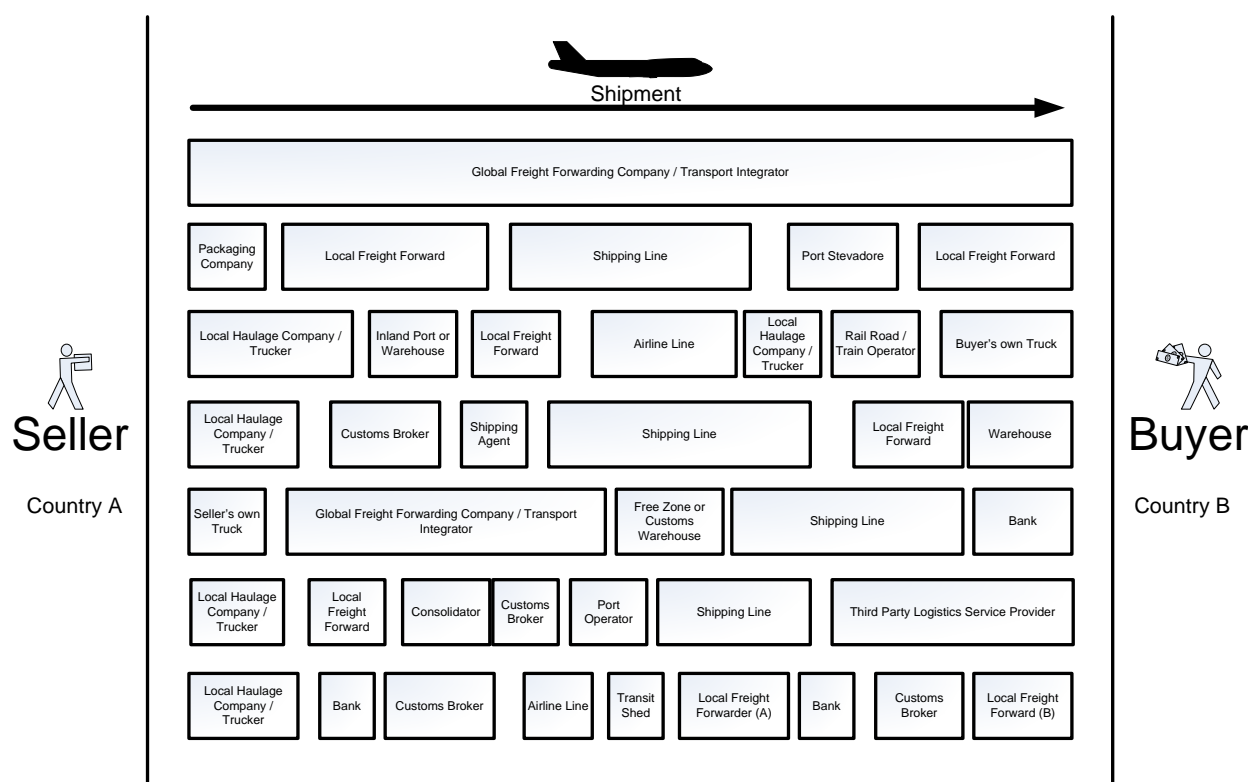 Shipment
Global Freight Forwarding Company / Transport Integrator
Packaging
Company
Local Freight Forward
Shipping Line
Port Stevadore
Local Freight Forward
Local Haulage Company /
Trucker
Inland Port or
Warehouse
Local Freight
Forward
Airline Line
Local
Haulage
Company /
Trucker
Rail Road /
Train Operator
Buyer's own Truck
Seller
Country A
Local Haulage
Company /
Trucker
Customs Broker
Shipping
Agent
Shipping Line
Local Freight
Forward
Warehouse
Buyer
Country B
Seller's own
Truck
Global Freight Forwarding Company / Transport
Integrator
Free Zone or
Customs
Warehouse
Shipping Line
Bank
Local Haulage
Company /
Trucker
Local
Freight
Forward
Consolidator
Customs
Broker
Port
Operator
Shipping Line
Third Party Logistics Service Provider
Local Haulage
Company /
Trucker
Bank
Customs Broker
Airline Line
Transit
Shed
Local Freight
Forwarder (A)
Bank
Customs
Broker
Local Freight
Forward (B)